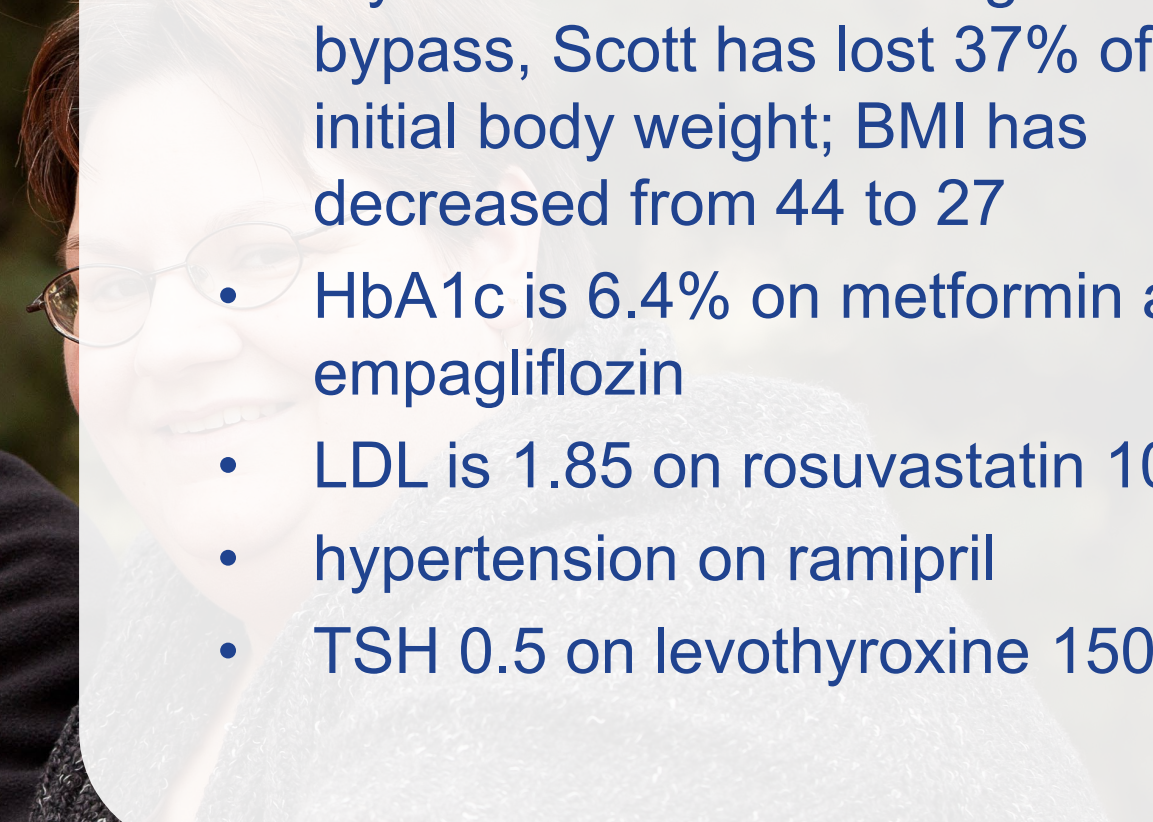 bypass, Scott has lost 37% of
initial body weight; BMI has
decreased from 44 to 27
• HbA1c is 6.4% on metformin
empagliflozin
• LDL is 1.85 on rosuvastatin 10
• hypertension on ramipril
• TSH 0.5 on levothyroxine 150